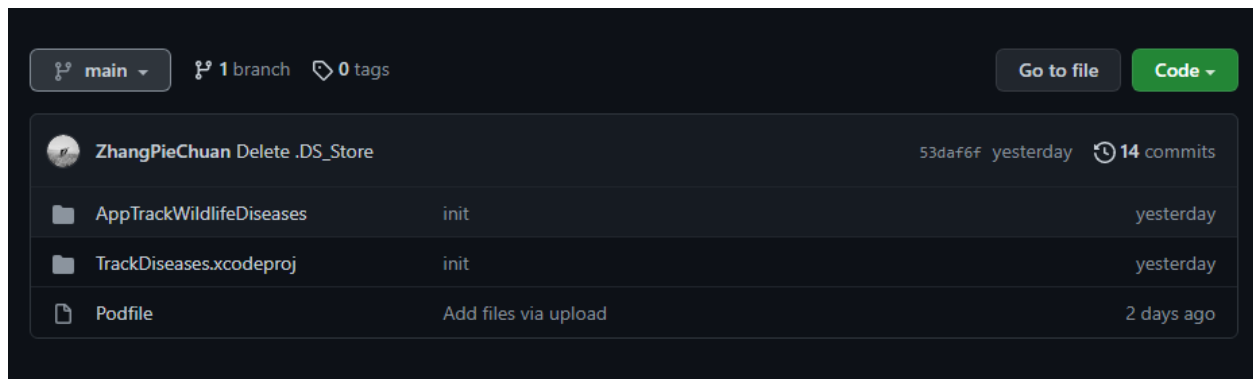 main 1 branch 0 tags Go to file Code
ZhangPieChuan Delete .DS_Store 53daf6f yesterday 14 commits
AppTrackWildlifeDiseases init yesterday
TrackDiseases.xcodeproj init yesterday
Podfile Add files via upload 2 days ago